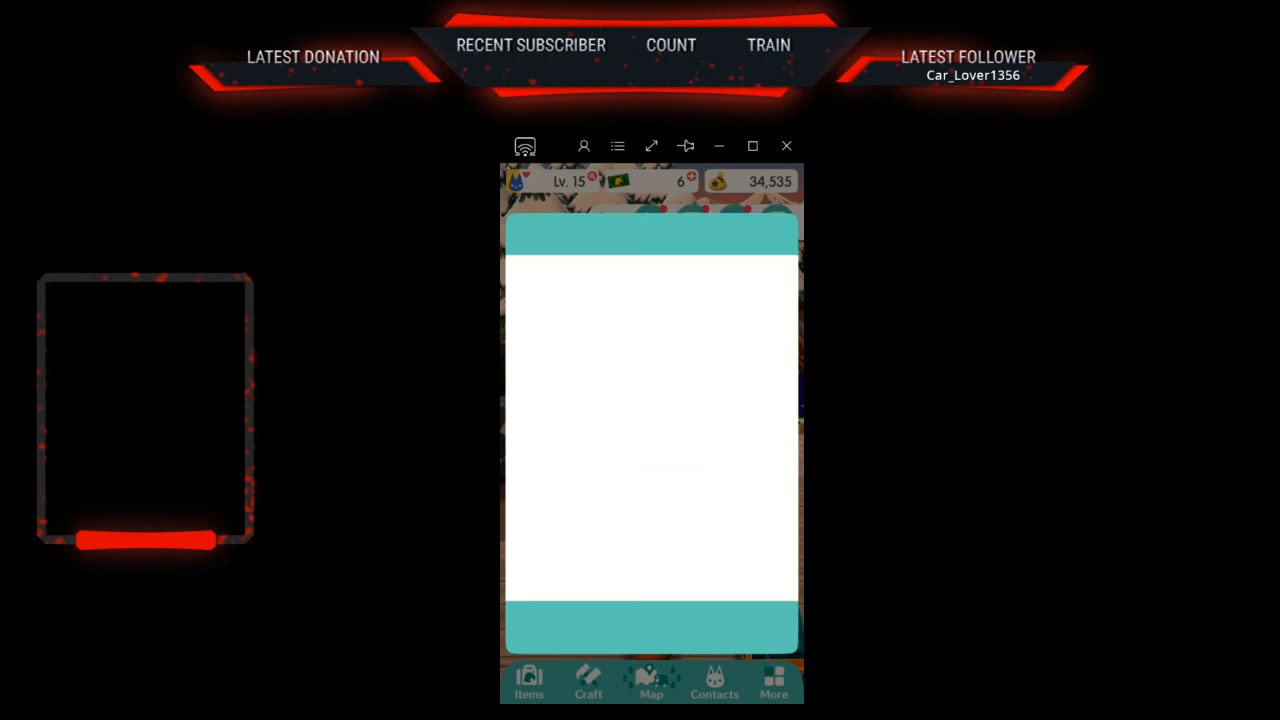 LATEST DONATION
RECENT SUBSCRIBER
COUNT
TRAIN
LATEST FOLLOWER
Car_Lover1356
Lv. 15
6
34,535
Items
Craft
Map
Contacts
More